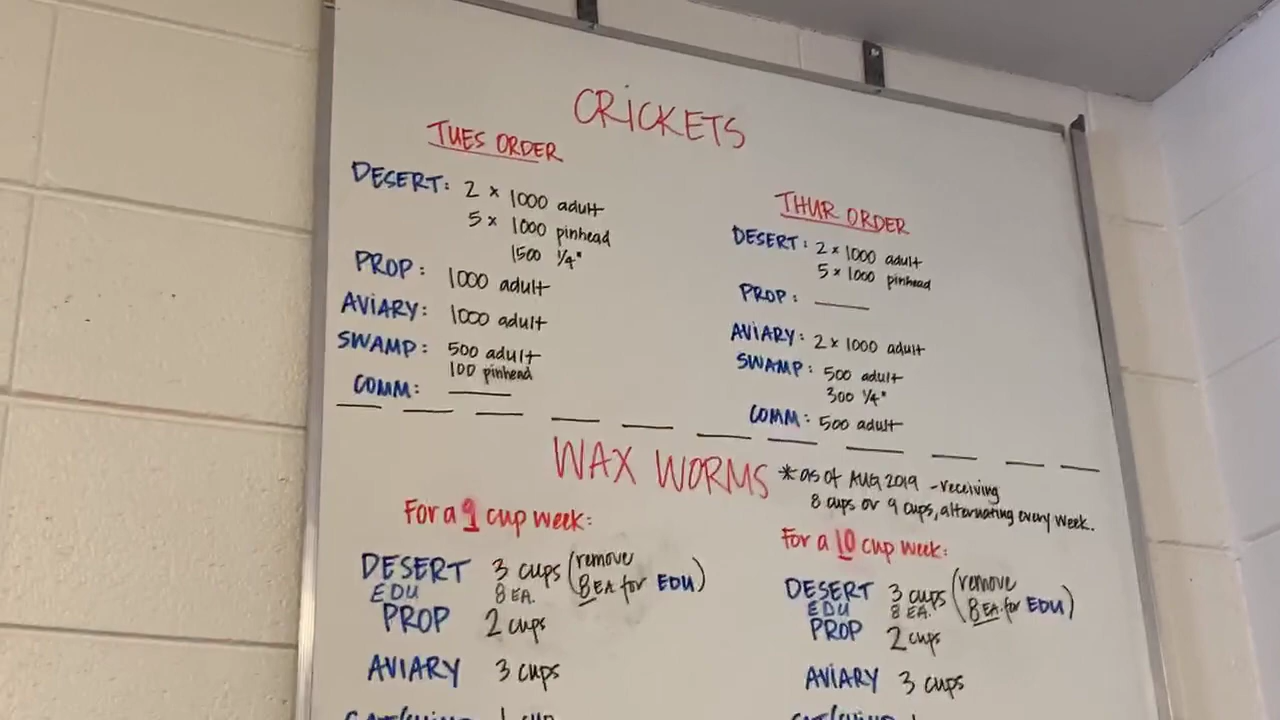 CRICKETS
TUES ORDER
DESERT: 2 x 1000 adult
5 x 1000 pinhead
1500 1/4"
PROP: 1000 adult
AVIARY: 1000 adult
SWAMP: 500 adult
100 pinhead
COMM:
THUR ORDER
DESERT: 2 x 1000 adult
5 x 1000 pinhead
PROP:
AVIARY: 2 x 1000 adult
SWAMP: 500 adult
300 1/4"
COMM: 500 adult
WAX WORMS
*as of AUG 2019 - receiving
8 cups or 9 cups, alternating every week.
For a 9 cup week:
DESERT 3 cups (remove
8 EA for EDU)
EDU 8 EA.
PROP 2 cups
AVIARY 3 cups
1 cup
For a 10 cup week:
DESERT 3 cups (remove
8 EA. for EDU)
EDU 8 EA.
PROP 2 cups
AVIARY 3 cups